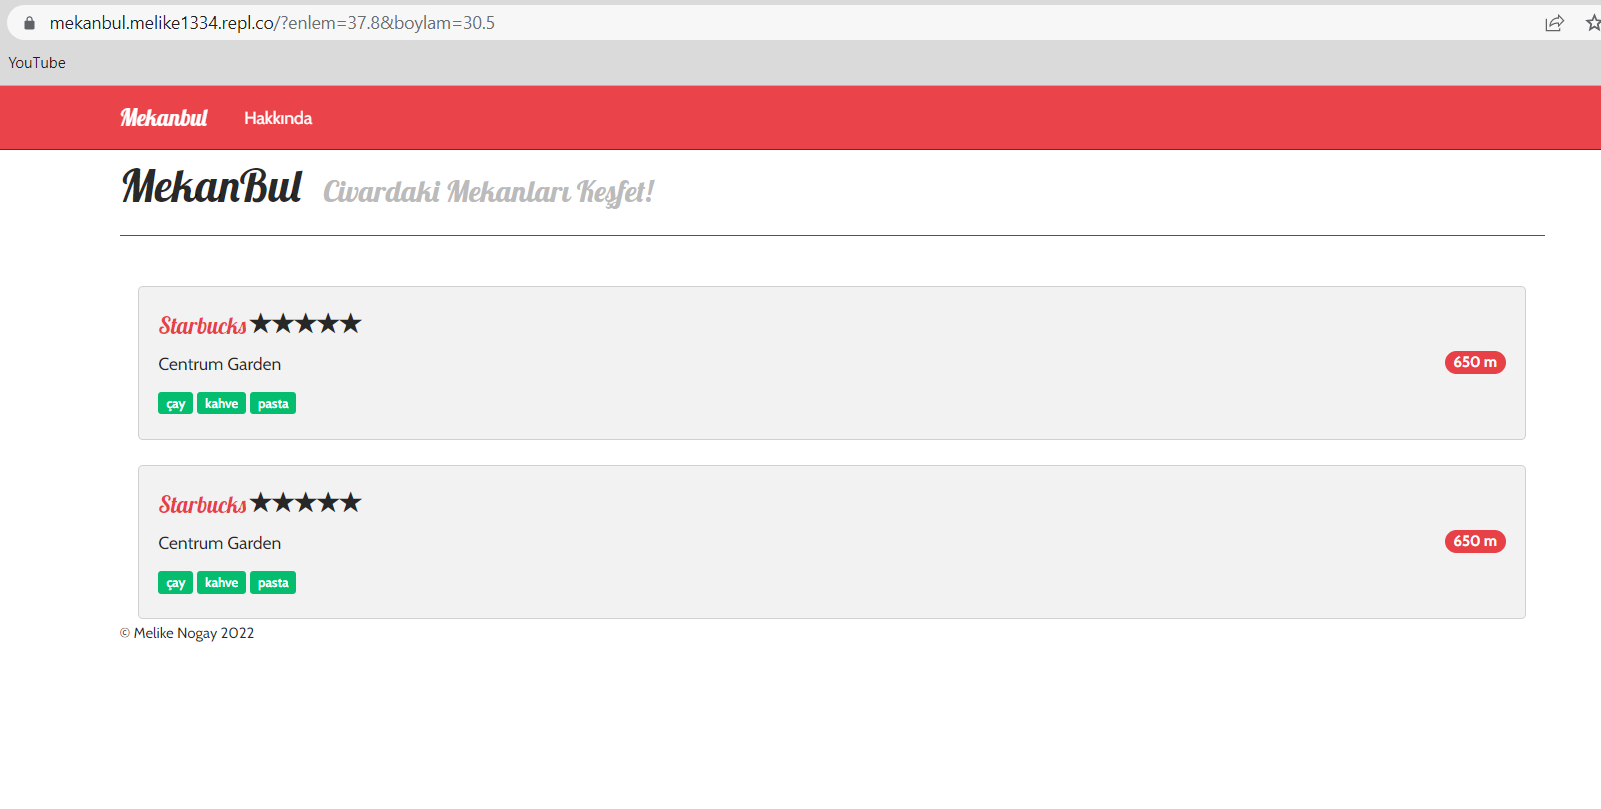 mekanbul.melike1334.repl.co/?enlem=37.8&boylam=30.5
YouTube
Mekanbul Hakkında
MekanBul Civardaki Mekanları Keşfet!
Starbucks ★★★★★
Centrum Garden
650 m
çay kahve pasta
Starbucks ★★★★★
Centrum Garden
650 m
çay kahve pasta
© Melike Nogay 2022